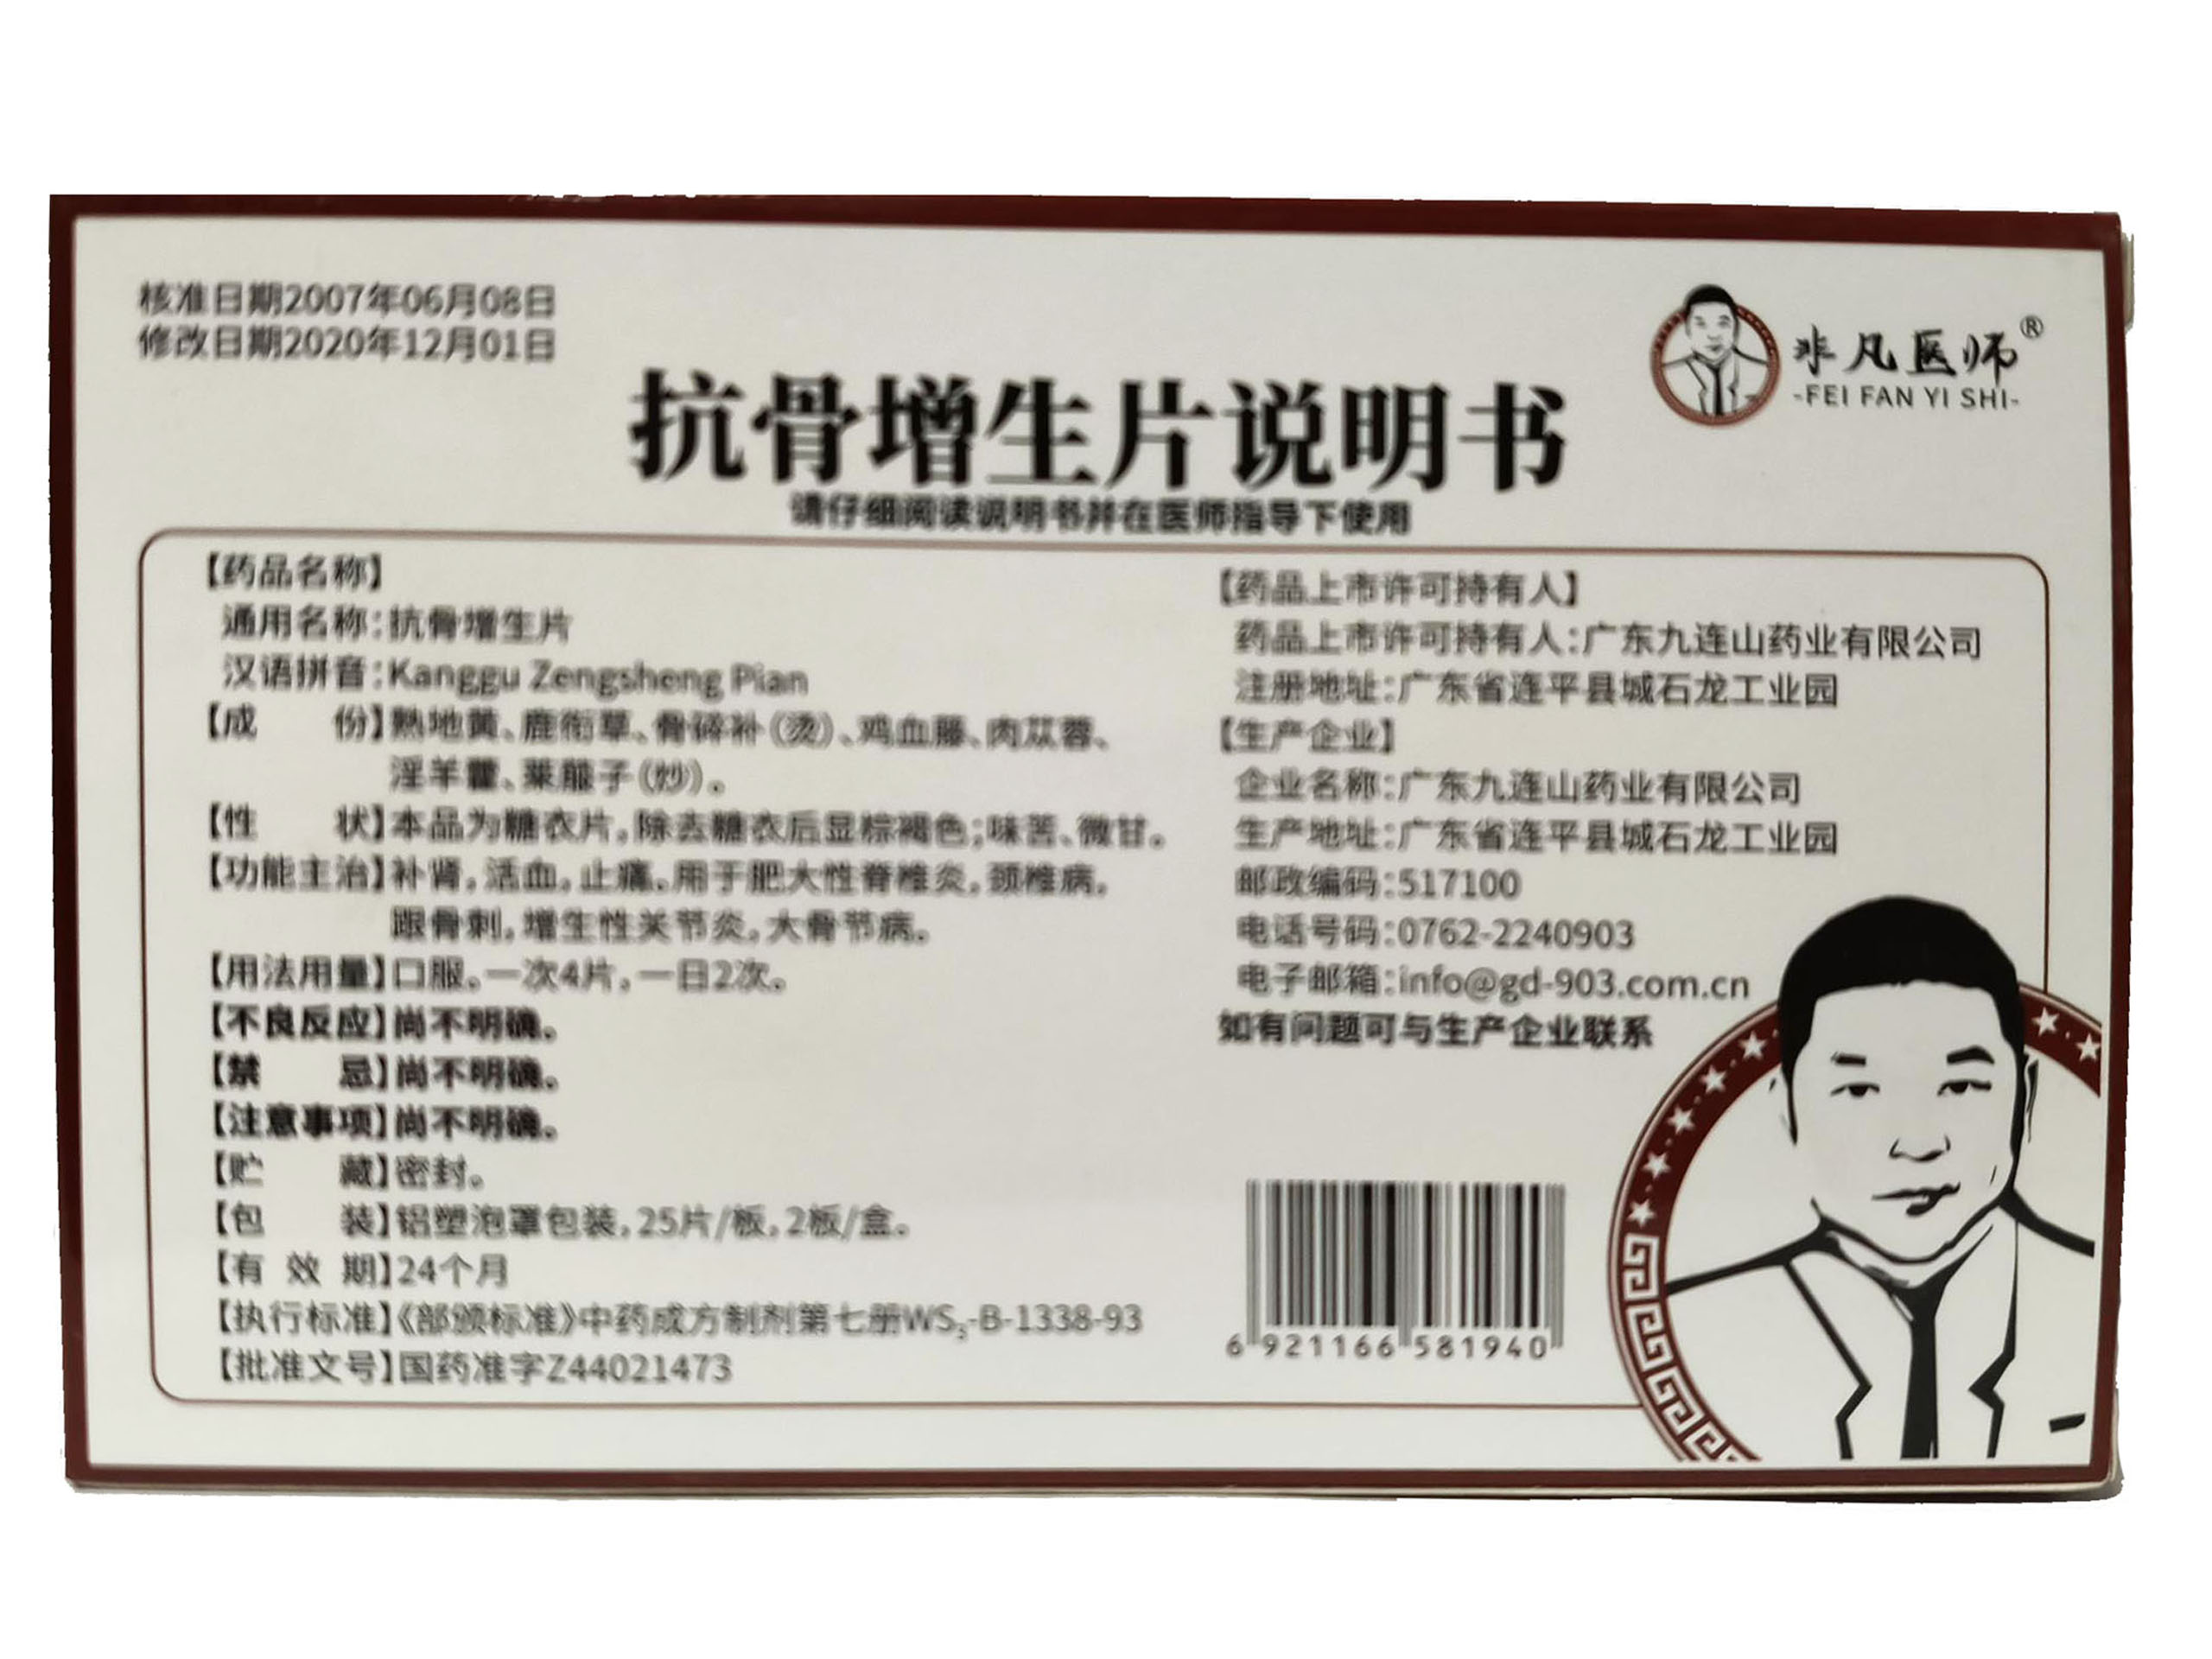 核准日期2007年06月08日
修改日期2020年12月01日
非凡医师®
-FEI FAN YI SHI-
抗骨增生片说明书
请仔细阅读说明书并在医师指导下使用
【药品名称】
通用名称:抗骨增生片
汉语拼音:Kanggu Zengsheng Pian
【成 份】熟地黄、鹿衔草、骨碎补(烫)、鸡血藤、肉苁蓉、
淫羊藿、莱菔子(炒)。
【性 状】本品为糖衣片,除去糖衣后显棕褐色;味苦、微甘。
【功能主治】补肾,活血,止痛。用于肥大性脊椎炎,颈椎病,
跟骨刺,增生性关节炎,大骨节病。
【用法用量】口服。一次4片,一日2次。
【不良反应】尚不明确。
【禁 忌】尚不明确。
【注意事项】尚不明确。
【贮 藏】密封。
【包 装】铝塑泡罩包装,25片/板,2板/盒。
【有 效 期】24个月
【执行标准】《部颁标准》中药成方制剂第七册WS₃-B-1338-93
【批准文号】国药准字Z44021473
【药品上市许可持有人】
药品上市许可持有人:广东九连山药业有限公司
注册地址:广东省连平县城石龙工业园
【生产企业】
企业名称:广东九连山药业有限公司
生产地址:广东省连平县城石龙工业园
邮政编码:517100
电话号码:0762-2240903
电子邮箱:info@gd-903.com.cn
如有问题可与生产企业联系
6 921166 581940